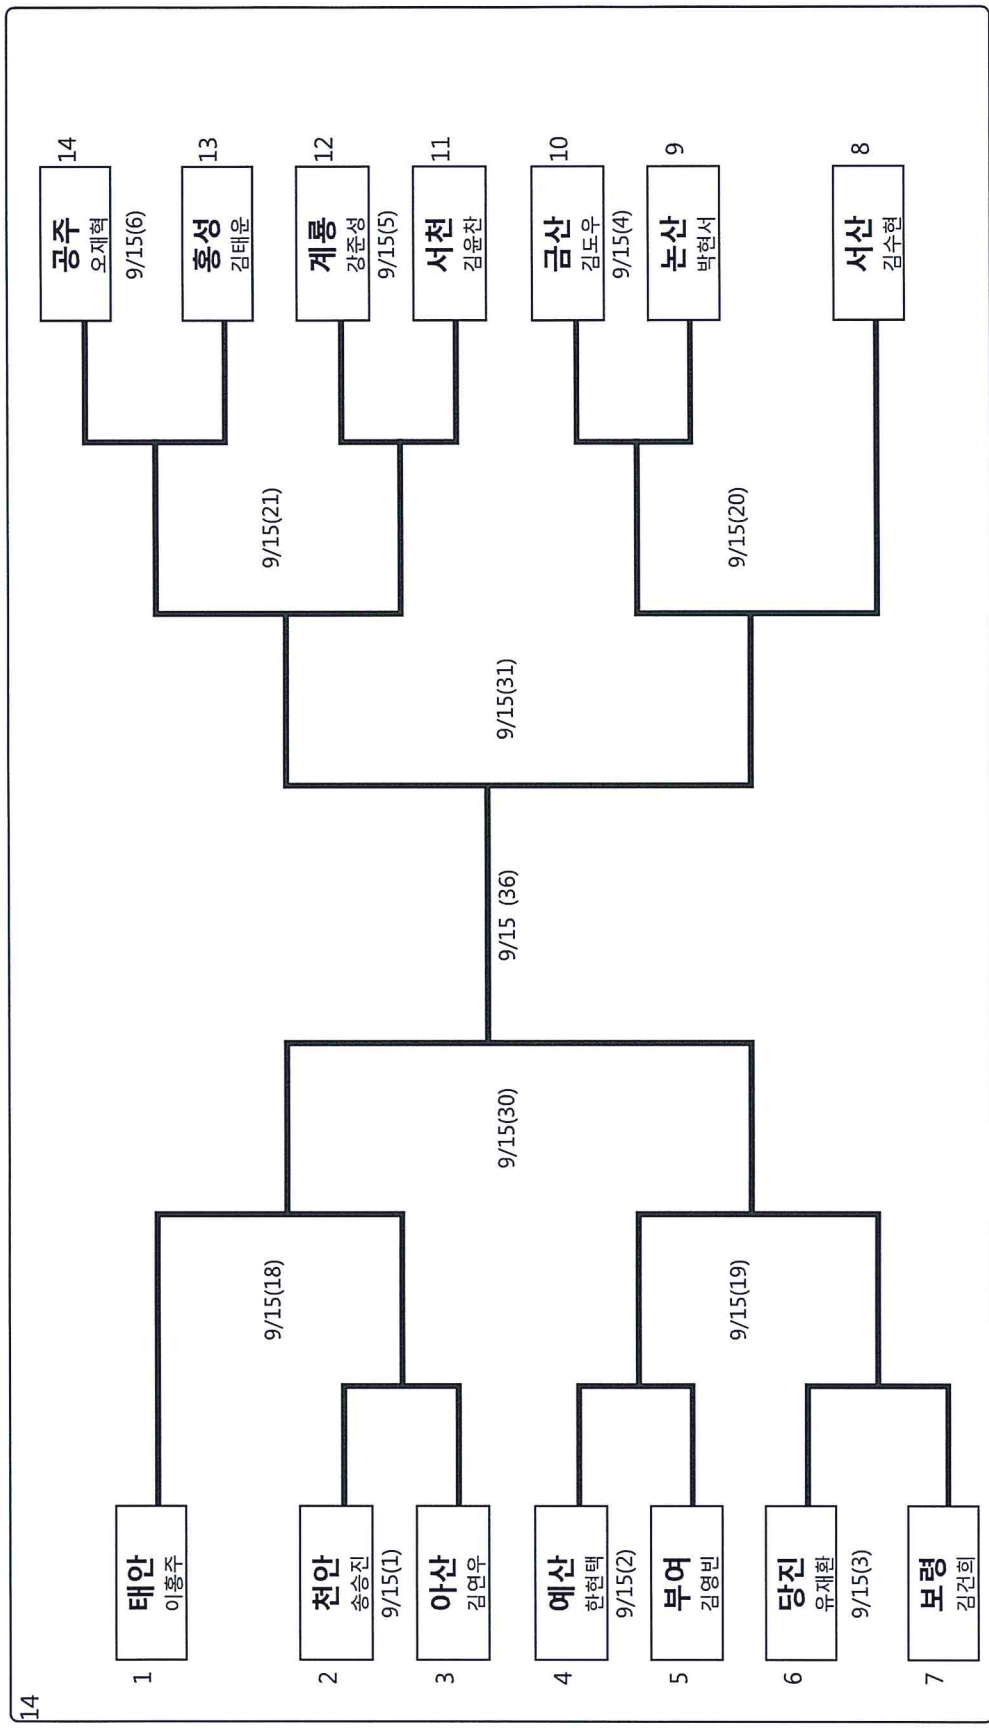 14
1
태안
이홍주
2
천안
송승진
9/15(1)
3
아산
김연우
4
예산
한현택
9/15(2)
5
부여
김영빈
6
당진
유재환
9/15(3)
7
보령
김건희
9/15(18)
9/15(19)
9/15(30)
9/15 (36)
9/15(31)
9/15(21)
9/15(20)
공주
오재혁
14
9/15(6)
홍성
김태윤
13
계룡
강준성
12
9/15(5)
서천
김윤찬
11
금산
김도우
10
9/15(4)
논산
박현서
9
서산
김수현
8